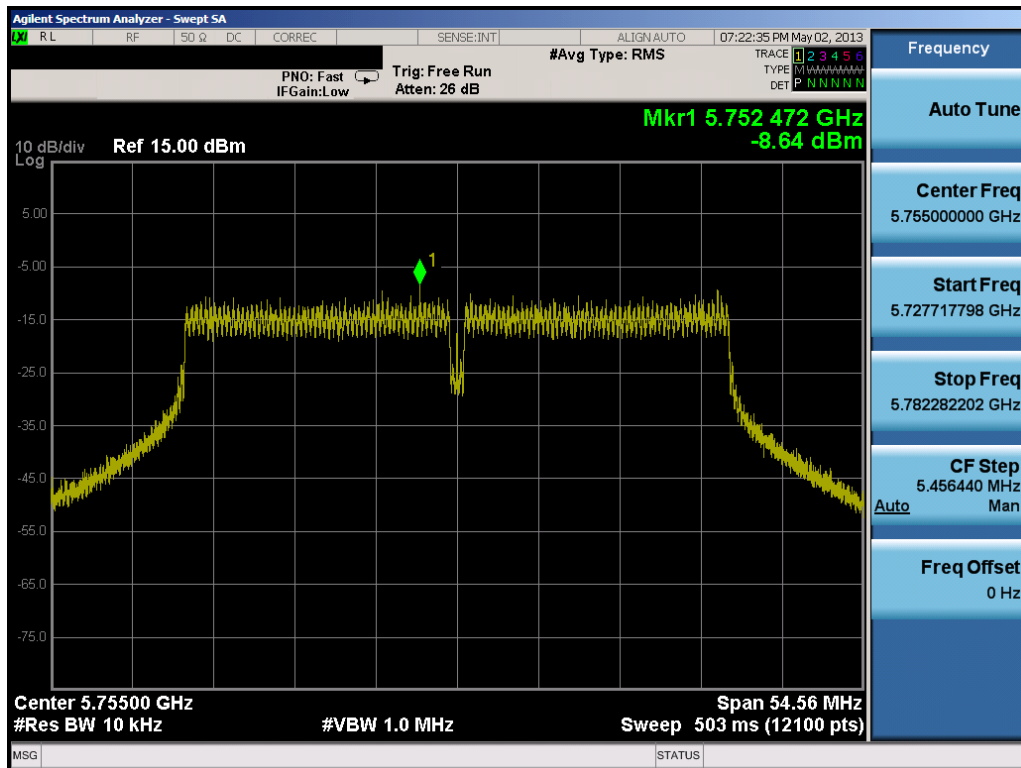 Agilent Spectrum Analyzer - Swept SA
LXI RL RF 50 Ω DC CORREC SENSE:INT ALIGN AUTO 07:22:35 PM May 02, 2013
#Avg Type: RMS
TRACE 1 2 3 4 5 6
PNO: Fast Trig: Free Run TYPE M W W W W W
IFGain:Low Atten: 26 dB DET P N N N N N
Mkr1 5.752 472 GHz
-8.64 dBm
10 dB/div Ref 15.00 dBm
Log
1
5.00
-5.00
-15.0
-25.0
-35.0
-45.0
-55.0
-65.0
-75.0
Center 5.75500 GHz Span 54.56 MHz
#Res BW 10 kHz #VBW 1.0 MHz Sweep 503 ms (12100 pts)
MSG STATUS
Frequency
Auto Tune
Center Freq
5.755000000 GHz
Start Freq
5.727717798 GHz
Stop Freq
5.782282202 GHz
CF Step
5.456440 MHz
Auto Man
Freq Offset
0 Hz